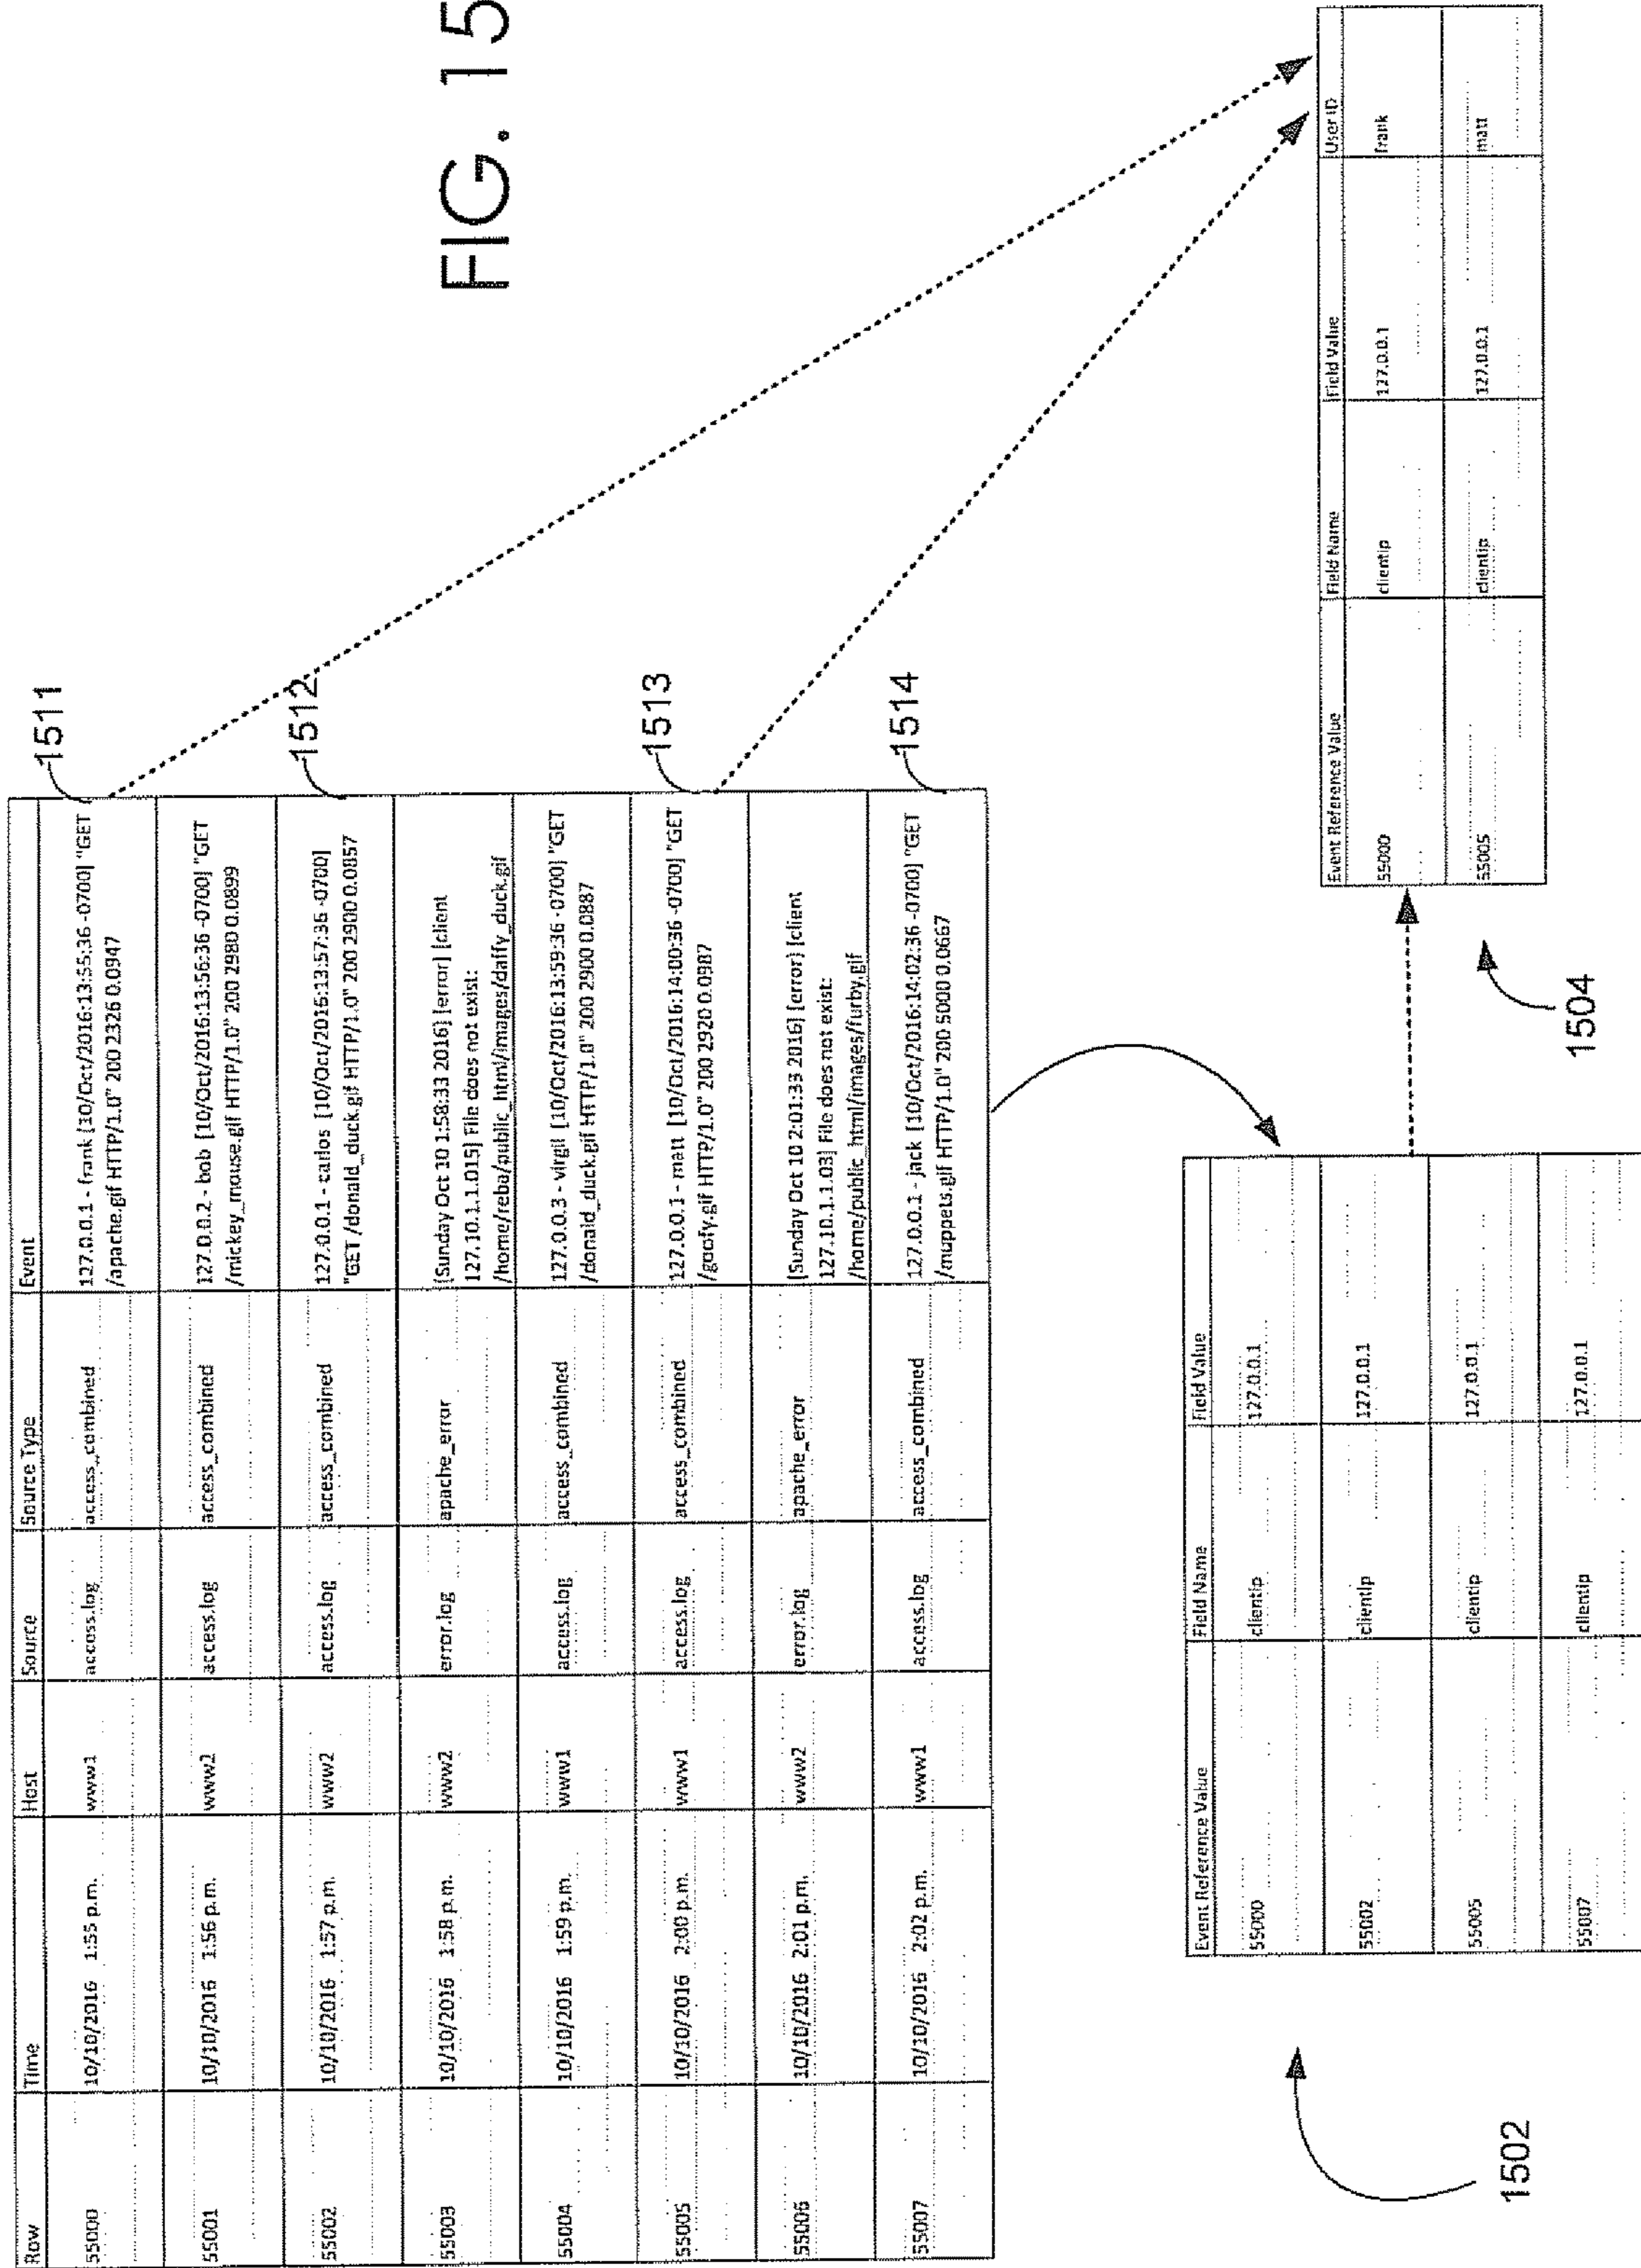 FIG. 15
Row Time Host Source Source Type Event
55000 10/10/2016 1:55 p.m. www1 access.log access_combined 127.0.0.1 - frank [10/Oct/2016:13:55:36 -0700] "GET
/apache.gif HTTP/1.0" 200 2326 0.0947
1511
55001 10/10/2016 1:56 p.m. www2 access.log access_combined 127.0.0.2 - bob [10/Oct/2016:13:56:36 -0700] "GET
/mickey_mouse.gif HTTP/1.0" 200 2980 0.0899
55002 10/10/2016 1:57 p.m. www2 access.log access_combined 127.0.0.1 - carlos [10/Oct/2016:13:57:36 -0700]
"GET /donald_duck.gif HTTP/1.0" 200 2900 0.0857
1512
55003 10/10/2016 1:58 p.m. www2 error.log apache_error [Sunday Oct 10 1:58:33 2016] [error] [client
127.10.1.1.015] File does not exist:
/home/reba/public_html/images/daffy_duck.gif
55004 10/10/2016 1:59 p.m. www1 access.log access_combined 127.0.0.3 - virgil [10/Oct/2016:13:59:36 -0700] "GET
/donald_duck.gif HTTP/1.0" 200 2900 0.0887
55005 10/10/2016 2:00 p.m. www1 access.log access_combined 127.0.0.1 - matt [10/Oct/2016:14:00:36 -0700] "GET
/goofy.gif HTTP/1.0" 200 2920 0.0987
1513
55006 10/10/2016 2:01 p.m. www2 error.log apache_error [Sunday Oct 10 2:01:33 2016] [error] [client
127.10.1.1.03] File does not exist:
/home/public_html/images/furby.gif
55007 10/10/2016 2:02 p.m. www1 access.log access_combined 127.0.0.1 - jack [10/Oct/2016:14:02:36 -0700] "GET
/muppets.gif HTTP/1.0" 200 5000 0.0667
1514
1502
Event Reference Value Field Name Field Value
55000 clientip 127.0.0.1
55002 clientip 127.0.0.1
55005 clientip 127.0.0.1
55007 clientip 127.0.0.1
1504
Event Reference Value Field Name Field Value User ID
55000 clientip 127.0.0.1 frank
55005 clientip 127.0.0.1 matt